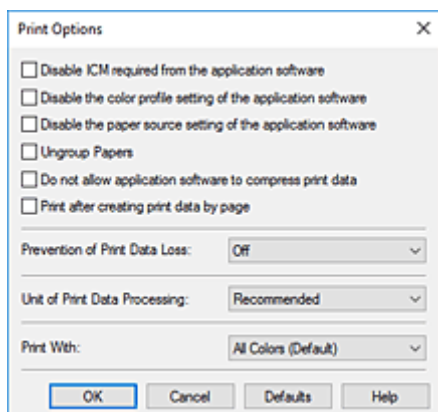 Print Options
Disable ICM required from the application software
Disable the color profile setting of the application software
Disable the paper source setting of the application software
Ungroup Papers
Do not allow application software to compress print data
Print after creating print data by page
Prevention of Print Data Loss: Off
Unit of Print Data Processing: Recommended
Print With: All Colors (Default)
OK Cancel Defaults Help